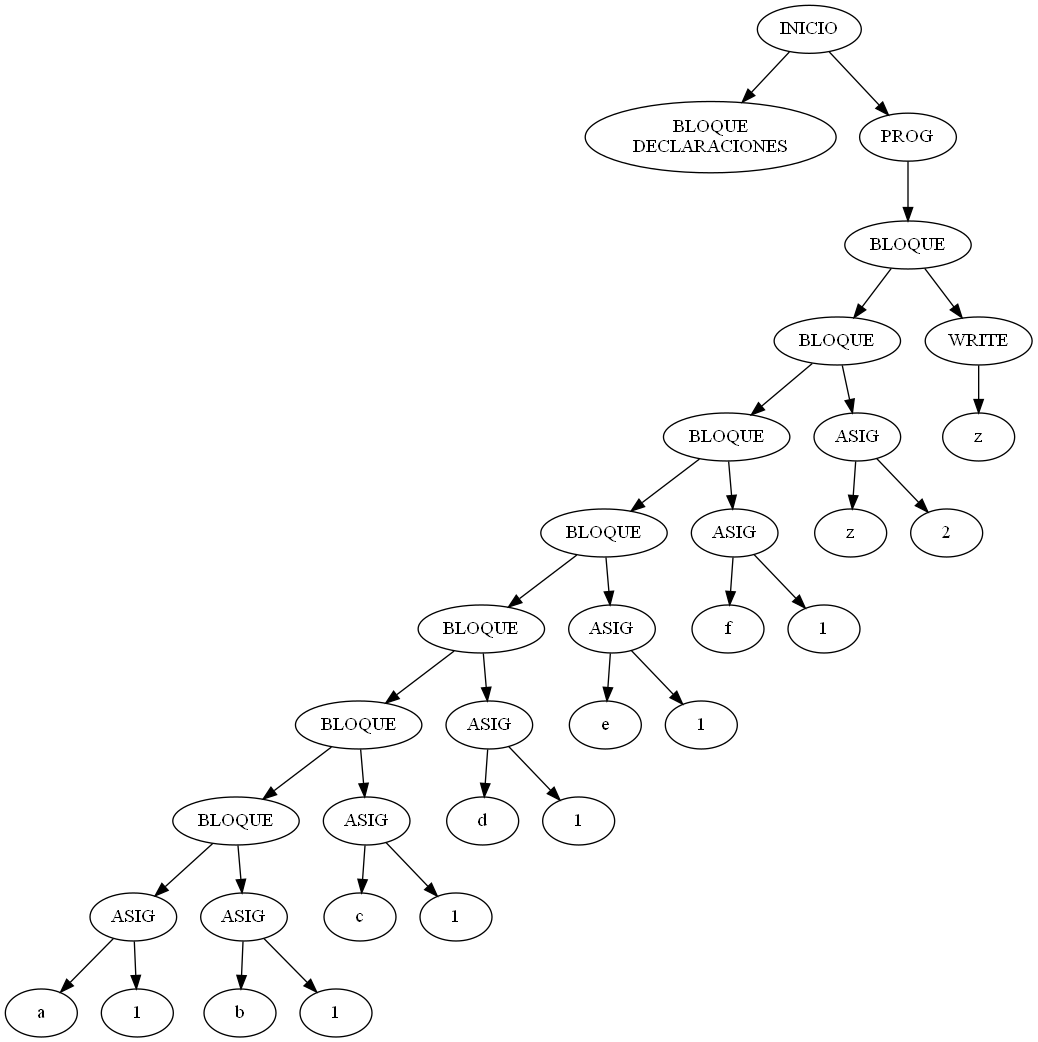 INICIO
BLOQUE
DECLARACIONES
PROG
BLOQUE
BLOQUE
WRITE
BLOQUE
ASIG
z
BLOQUE
ASIG
z
2
BLOQUE
ASIG
f
1
BLOQUE
ASIG
e
1
BLOQUE
ASIG
d
1
ASIG
ASIG
c
1
a
1
b
1